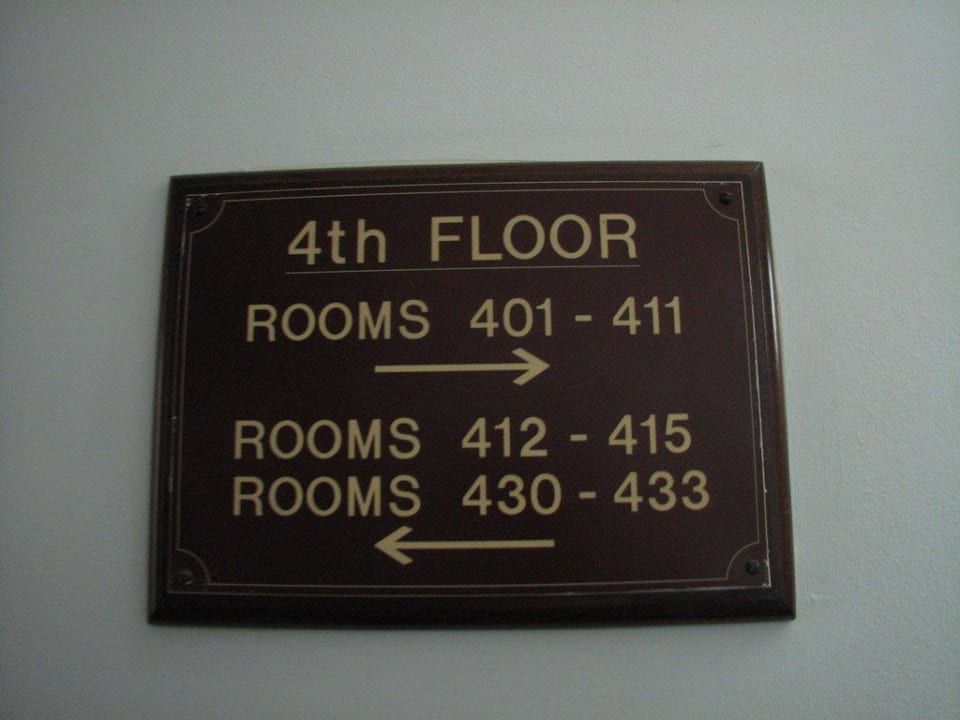 4th FLOOR
ROOMS 401 - 411
ROOMS 412 - 415
ROOMS 430 - 433